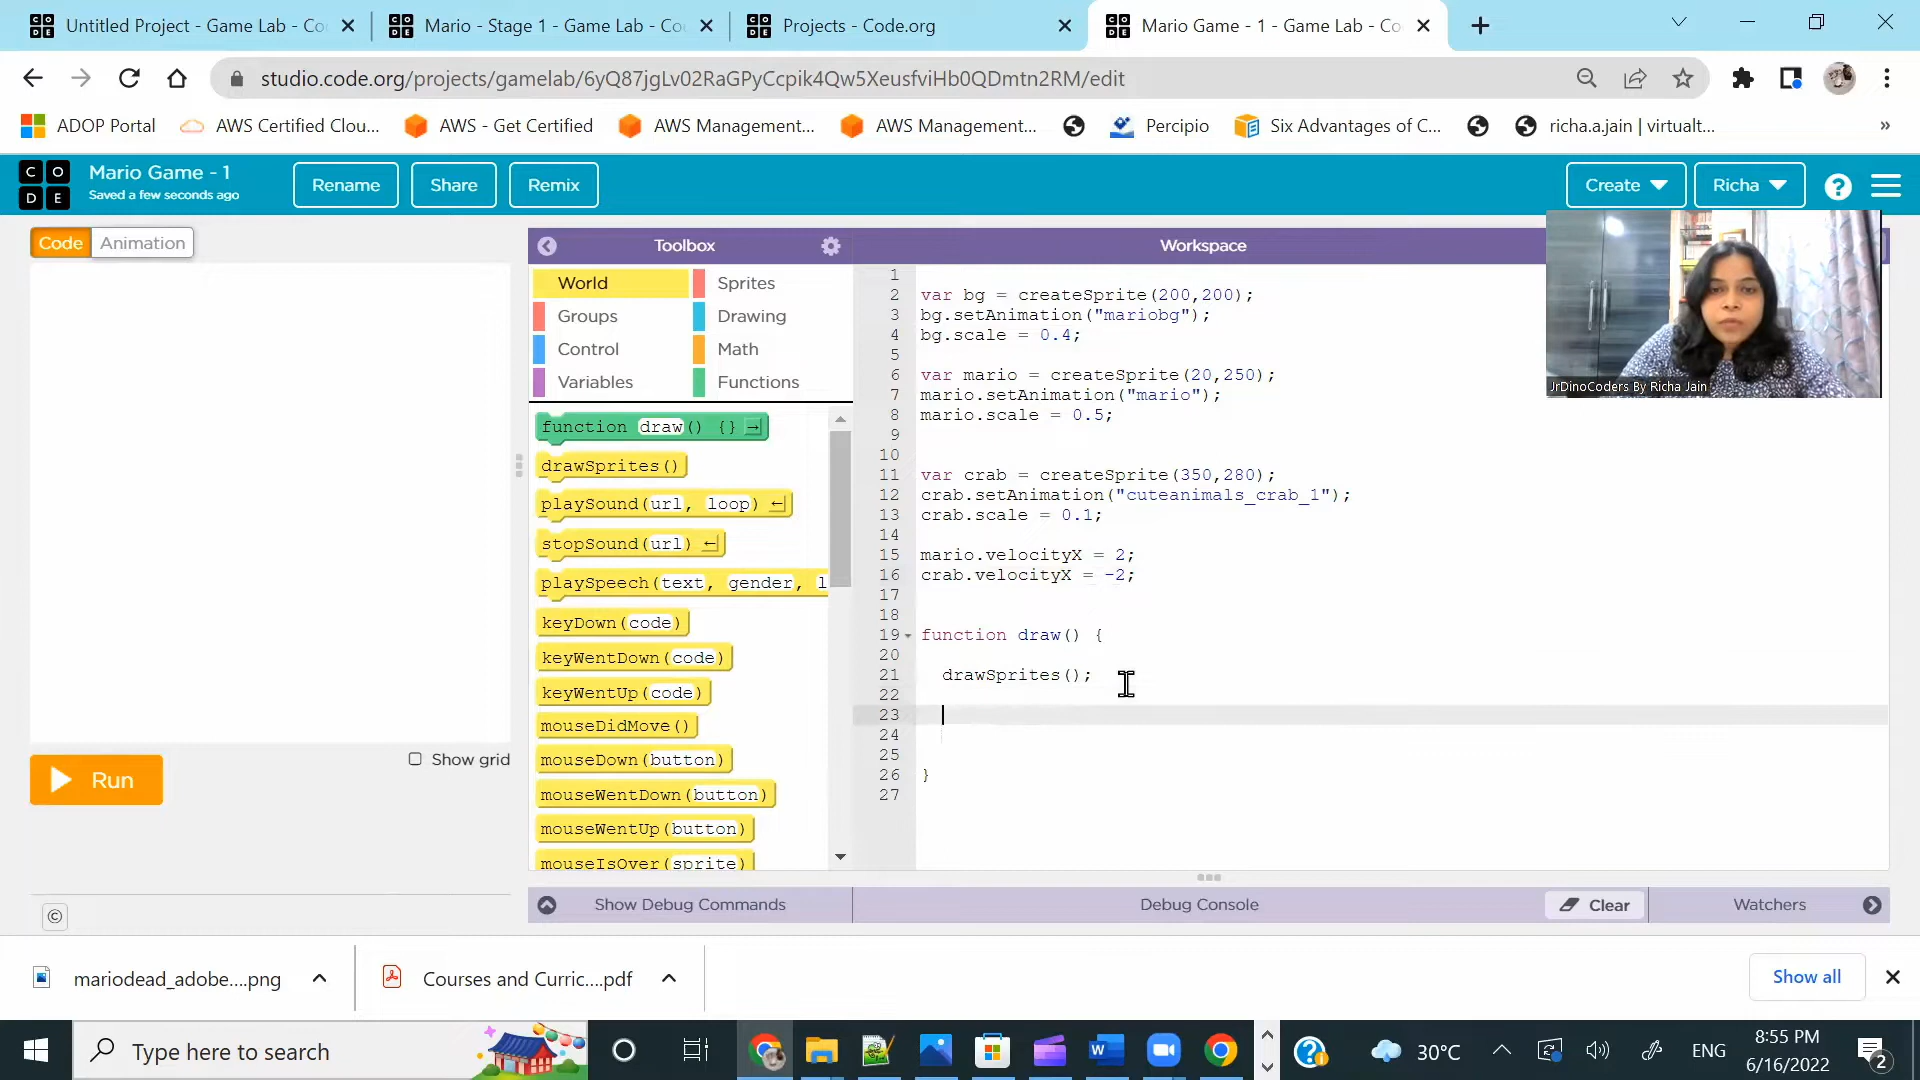 Untitled Project - Game Lab - Co
Mario - Stage 1 - Game Lab - Co
Projects - Code.org
Mario Game - 1 - Game Lab - Co
studio.code.org/projects/gamelab/6yQ87jgLv02RaGPyCcpik4Qw5XeusfviHb0QDmtn2RM/edit
ADOP Portal
AWS Certified Clou...
AWS - Get Certified
AWS Management...
AWS Management...
Percipio
Six Advantages of C...
richa.a.jain | virtualt...
»
C O
D E
Mario Game - 1
Saved a few seconds ago
Rename
Share
Remix
Create
Richa
?
Code
Animation
Toolbox
Workspace
World
Sprites
Groups
Drawing
Control
Math
Variables
Functions
function draw() {}
drawSprites()
playSound(url, loop)
stopSound(url)
playSpeech(text, gender, l
keyDown(code)
keyWentDown(code)
keyWentUp(code)
mouseDidMove()
mouseDown(button)
mouseWentDown(button)
mouseWentUp(button)
mouseIsOver(sprite)
1
2 var bg = createSprite(200,200);
3 bg.setAnimation("mariobg");
4 bg.scale = 0.4;
5
6 var mario = createSprite(20,250);
7 mario.setAnimation("mario");
8 mario.scale = 0.5;
9
10
11 var crab = createSprite(350,280);
12 crab.setAnimation("cuteanimals_crab_1");
13 crab.scale = 0.1;
14
15 mario.velocityX = 2;
16 crab.velocityX = -2;
17
18
19 function draw() {
20
21 drawSprites();
22
23
24
25
26 }
27
JrDinoCoders By Richa Jain
Show grid
Run
©
Show Debug Commands
Debug Console
Clear
Watchers
mariodead_adobe....png
Courses and Curric....pdf
Show all
Type here to search
30°C
ENG
8:55 PM
6/16/2022
2